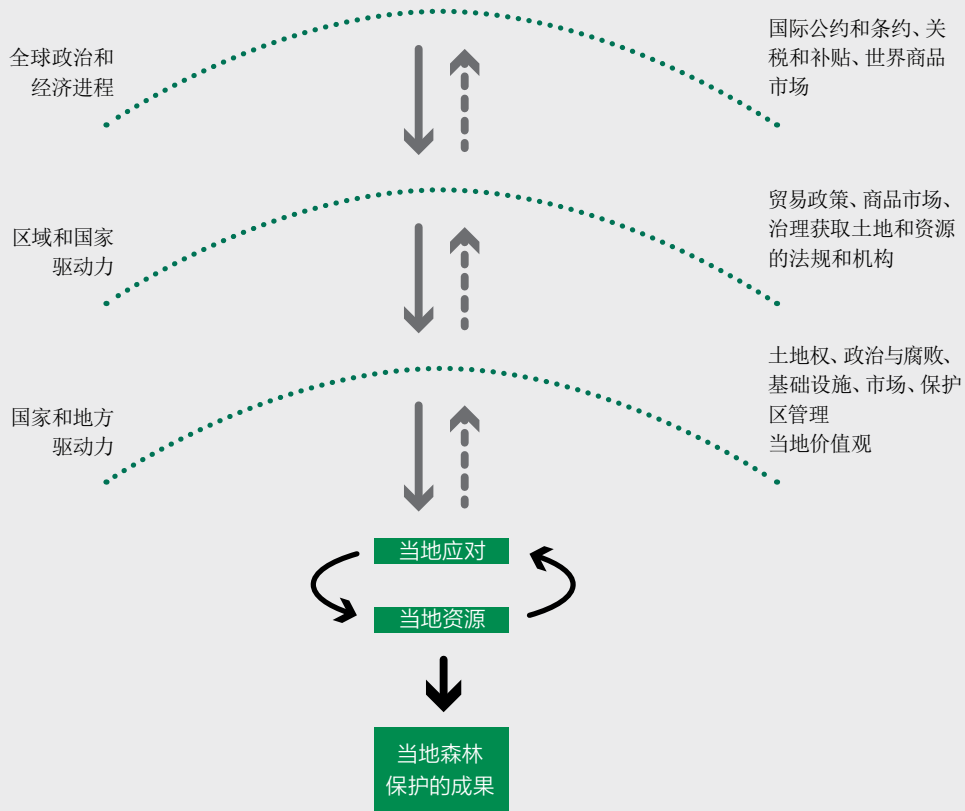 全球政治和
经济进程
国际公约和条约、关
税和补贴、世界商品
市场
区域和国家
驱动力
贸易政策、商品市场、
治理获取土地和资源
的法规和机构
国家和地方
驱动力
土地权、政治与腐败、
基础设施、市场、保护
区管理
当地价值观
当地应对
当地资源
当地森林
保护的成果